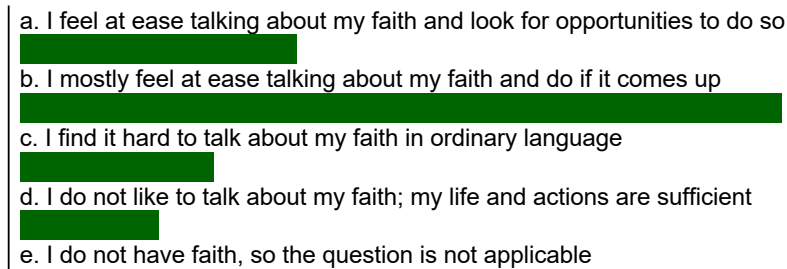 a. I feel at ease talking about my faith and look for opportunities to do so
b. I mostly feel at ease talking about my faith and do if it comes up
c. I find it hard to talk about my faith in ordinary language
d. I do not like to talk about my faith; my life and actions are sufficient
e. I do not have faith, so the question is not applicable